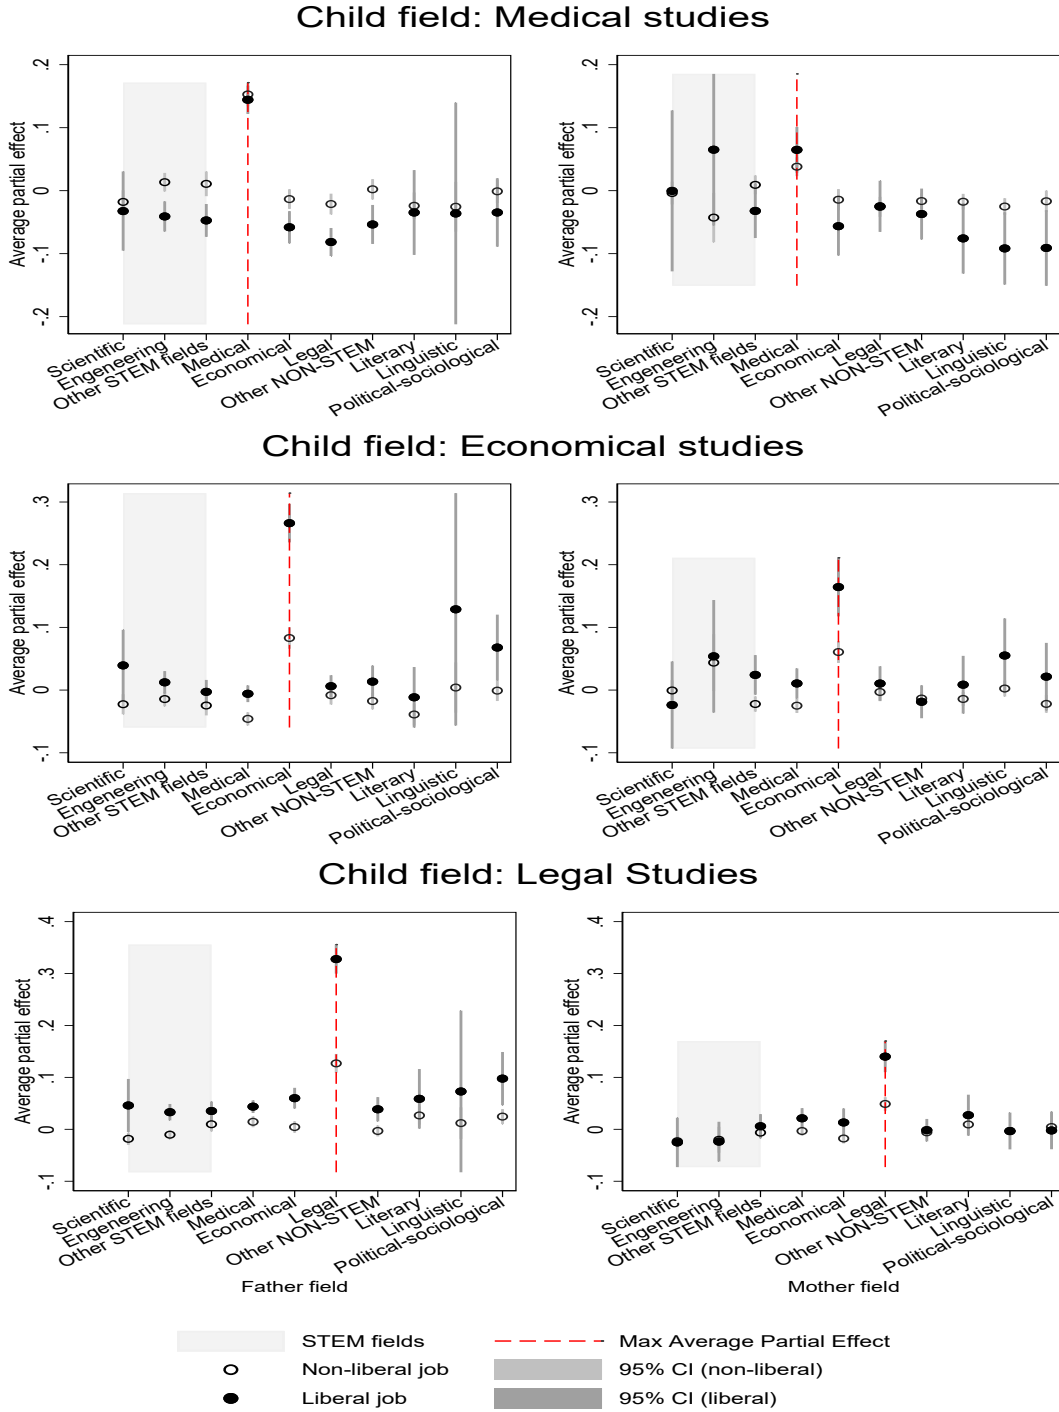 Child field: Medical studies
Average partial effect
.2
.1
0
-.1
-.2
Scientific
Engeneering
Other STEM fields
Medical
Economical
Legal
Other NON-STEM
Literary
Linguistic
Political-sociological
Average partial effect
.2
.1
0
-.1
-.2
Scientific
Engeneering
Other STEM fields
Medical
Economical
Legal
Other NON-STEM
Literary
Linguistic
Political-sociological
Child field: Economical studies
Average partial effect
.3
.2
.1
0
-.1
Scientific
Engeneering
Other STEM fields
Medical
Economical
Legal
Other NON-STEM
Literary
Linguistic
Political-sociological
Average partial effect
.3
.2
.1
0
-.1
Scientific
Engeneering
Other STEM fields
Medical
Economical
Legal
Other NON-STEM
Literary
Linguistic
Political-sociological
Child field: Legal Studies
Average partial effect
.4
.3
.2
.1
0
-.1
Scientific
Engeneering
Other STEM fields
Medical
Economical
Legal
Other NON-STEM
Literary
Linguistic
Political-sociological
Father field
Average partial effect
.4
.3
.2
.1
0
-.1
Scientific
Engeneering
Other STEM fields
Medical
Economical
Legal
Other NON-STEM
Literary
Linguistic
Political-sociological
Mother field
STEM fields
Max Average Partial Effect
Non-liberal job
95% CI (non-liberal)
Liberal job
95% CI (liberal)